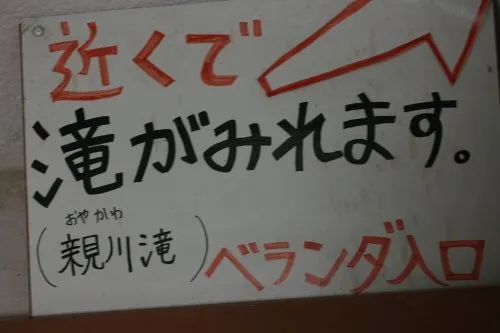 近くで
滝がみれます。
おやかわ
(親川滝)
ベランダ入口